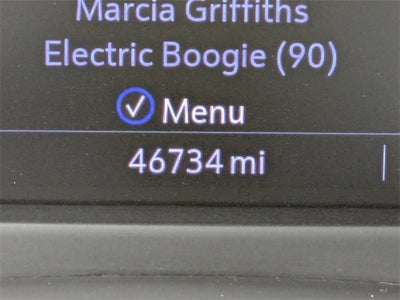 Marcia Griffiths
Electric Boogie (90)
Menu
46734 mi